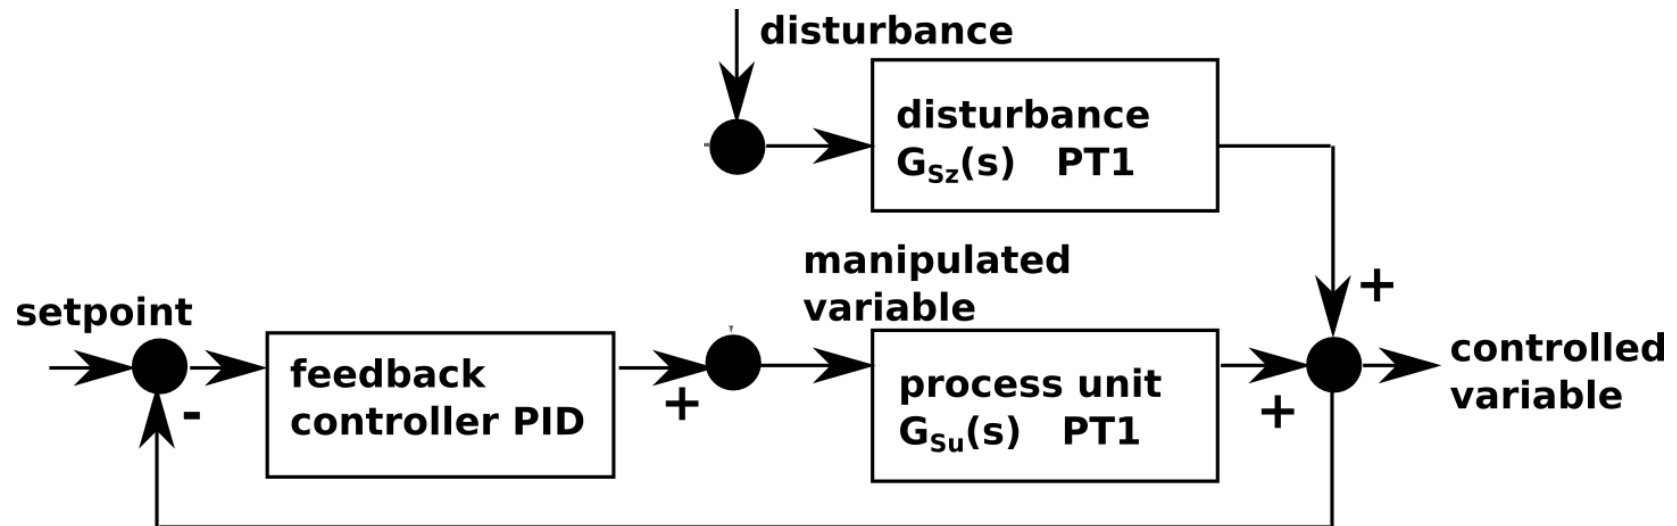 disturbance
disturbance
G_Sz(s) PT1
manipulated
variable
+
setpoint
feedback
controller PID
-
+
process unit
G_Su(s) PT1
+
controlled
variable